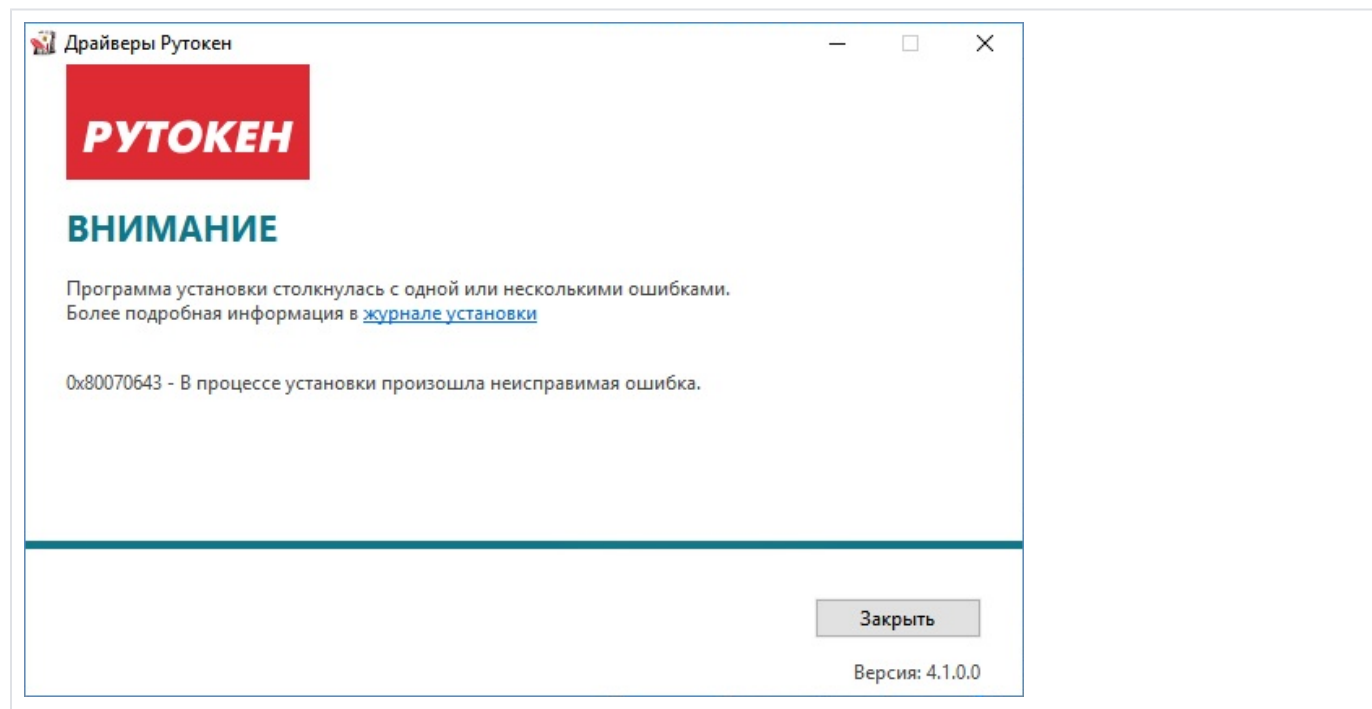 Драйверы Рутокен
РУТОКЕН
ВНИМАНИЕ
Программа установки столкнулась с одной или несколькими ошибками.
Более подробная информация в журнале установки
0x80070643 - В процессе установки произошла неисправимая ошибка.
Закрыть
Версия: 4.1.0.0